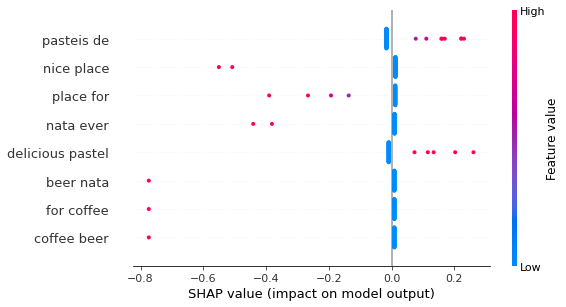 High
pasteis de
nice place
place for
nata ever
delicious pastel
beer nata
for coffee
coffee beer
Feature value
Low
−0.8 −0.6 −0.4 −0.2 0.0 0.2
SHAP value (impact on model output)